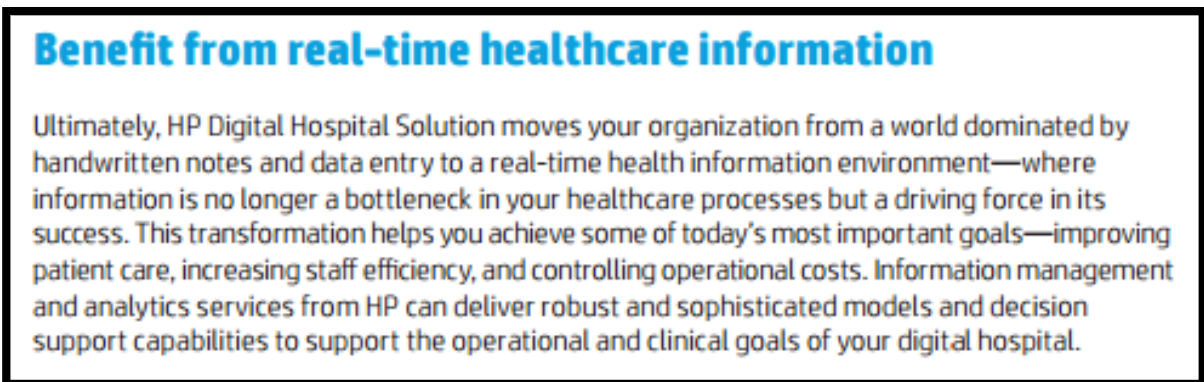 Benefit from real-time healthcare information
Ultimately, HP Digital Hospital Solution moves your organization from a world dominated by
handwritten notes and data entry to a real-time health information environment—where
information is no longer a bottleneck in your healthcare processes but a driving force in its
success. This transformation helps you achieve some of today's most important goals—improving
patient care, increasing staff efficiency, and controlling operational costs. Information management
and analytics services from HP can deliver robust and sophisticated models and decision
support capabilities to support the operational and clinical goals of your digital hospital.